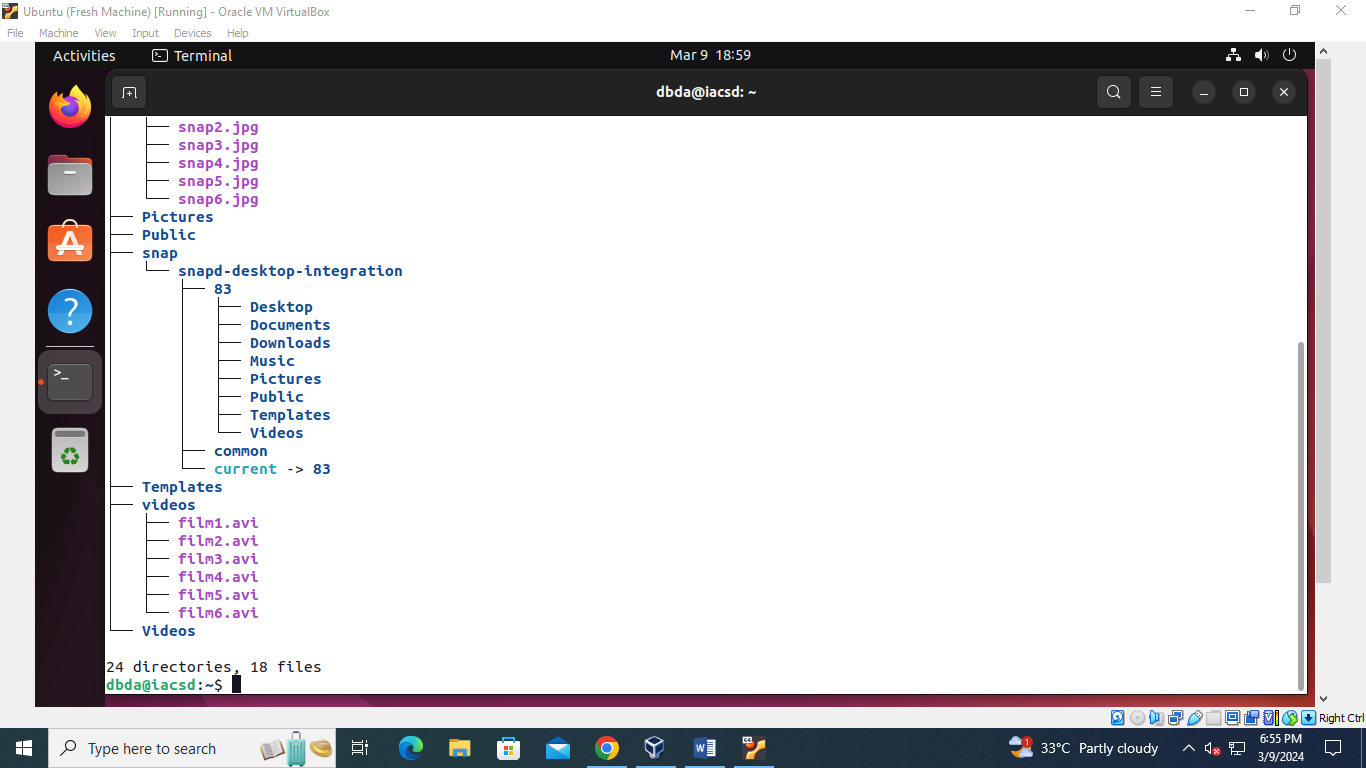 Ubuntu (Fresh Machine) [Running] - Oracle VM VirtualBox
File Machine View Input Devices Help
Activities Terminal Mar 9 18:59
dbda@iacsd: ~
├── snap2.jpg
├── snap3.jpg
├── snap4.jpg
├── snap5.jpg
└── snap6.jpg
├── Pictures
├── Public
├── snap
└── snapd-desktop-integration
├── 83
├── Desktop
├── Documents
├── Downloads
├── Music
├── Pictures
├── Public
├── Templates
└── Videos
├── common
└── current -> 83
├── Templates
├── videos
├── film1.avi
├── film2.avi
├── film3.avi
├── film4.avi
├── film5.avi
└── film6.avi
└── Videos
24 directories, 18 files
dbda@iacsd:~$
Right Ctrl
Type here to search
33°C Partly cloudy
6:55 PM
3/9/2024